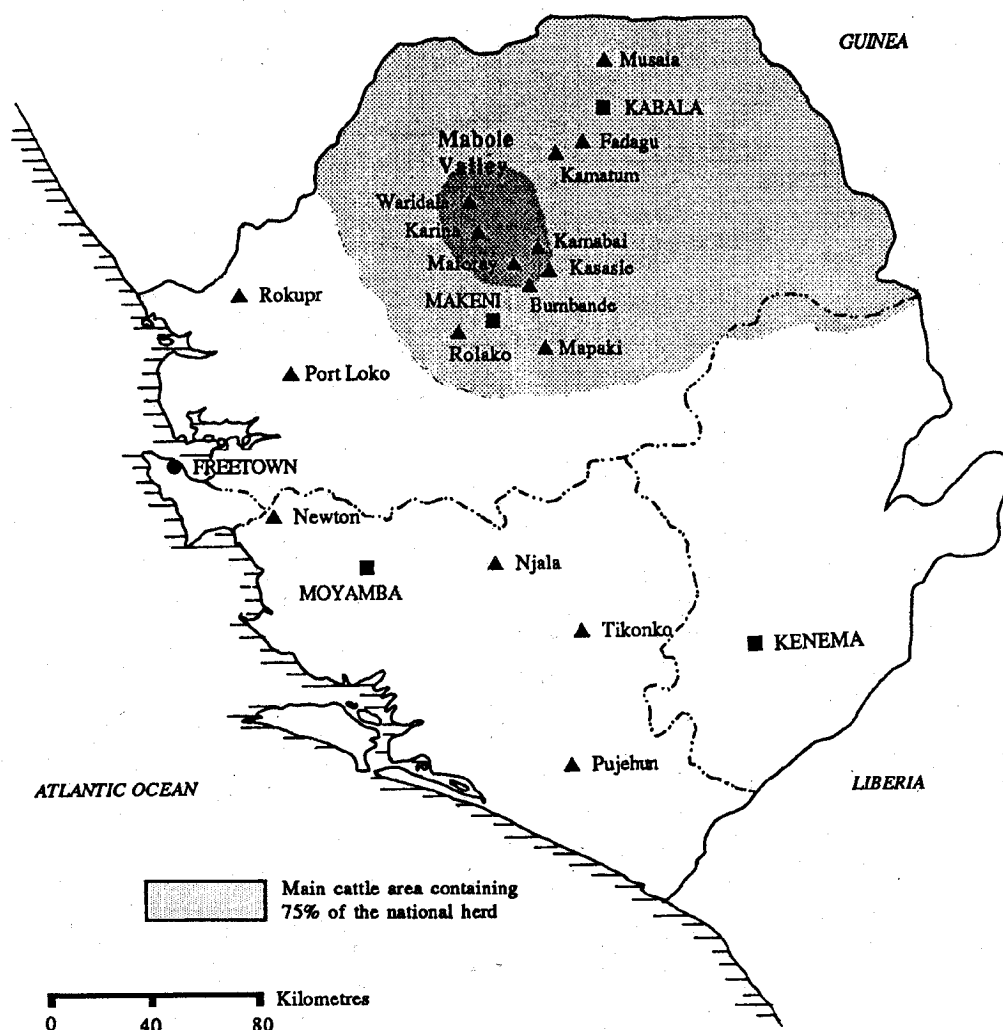 GUINEA
Musaia
KABALA
Mabole
Valley
Fadagu
Kamatum
Waridala
Karina
Kamabai
Kasasie
MAKENI
Bumbande
Rokupr
Rolako
Mapaki
Port Loko
FREETOWN
Newton
Njala
MOYAMBA
Tikonko
KENEMA
Pujehun
ATLANTIC OCEAN
LIBERIA
Main cattle area containing
75% of the national herd
Kilometres
0 40 80